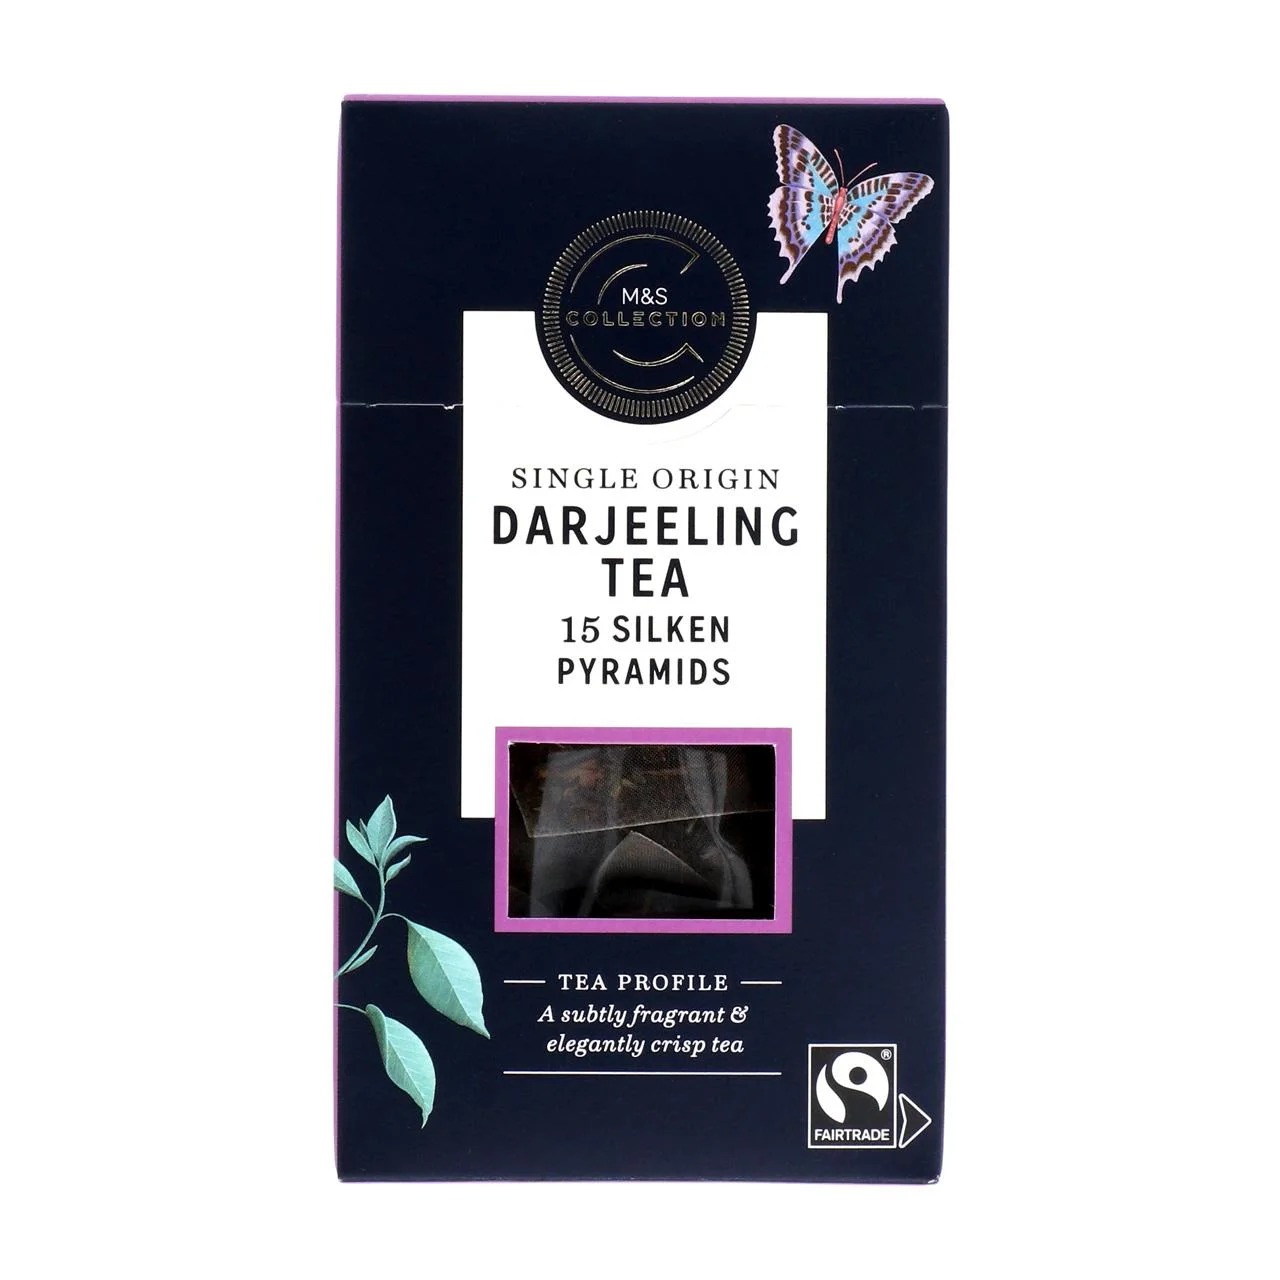 M&S
COLLECTION
SINGLE ORIGIN
DARJEELING
TEA
15 SILKEN
PYRAMIDS
TEA PROFILE
A subtly fragrant &
elegantly crisp tea
®
FAIRTRADE